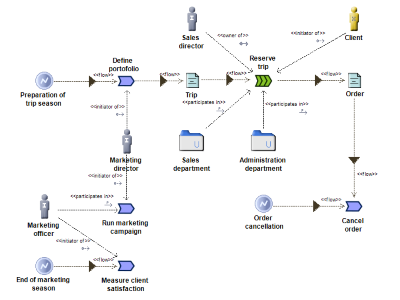 Sales
director
Client
<<owner of>>
<<initiator of>>
Define
portofolio
Reserve
trip
<<flow>>
<<flow>>
<<flow>>
<<flow>>
Preparation of
trip season
Trip
Order
<<initiator of>>
<<participates in>>
<<participates in>>
Marketing
director
Sales
department
Administration
department
<<initiator of>>
<<flow>>
<<participates in>>
<<flow>>
Marketing
officer
Run marketing
campaign
Order
cancellation
Cancel
order
<<initiator of>>
<<flow>>
End of marketing
season
Measure client
satisfaction